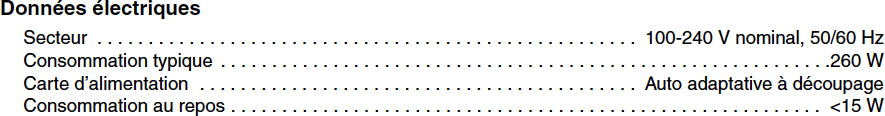 Données électriques
Secteur . . . . . . . . . . . . . . . . . . . . . . . . . . . . . . . . . . . . . . . . . . . . . . . . . . . . . 100-240 V nominal, 50/60 Hz
Consommation typique . . . . . . . . . . . . . . . . . . . . . . . . . . . . . . . . . . . . . . . . . . . . . . . . . . . . . . . . . . . .260 W
Carte d’alimentation . . . . . . . . . . . . . . . . . . . . . . . . . . . . . . . . . . . . . . . . . Auto adaptative à découpage
Consommation au repos . . . . . . . . . . . . . . . . . . . . . . . . . . . . . . . . . . . . . . . . . . . . . . . . . . . . . . . . . . <15 W